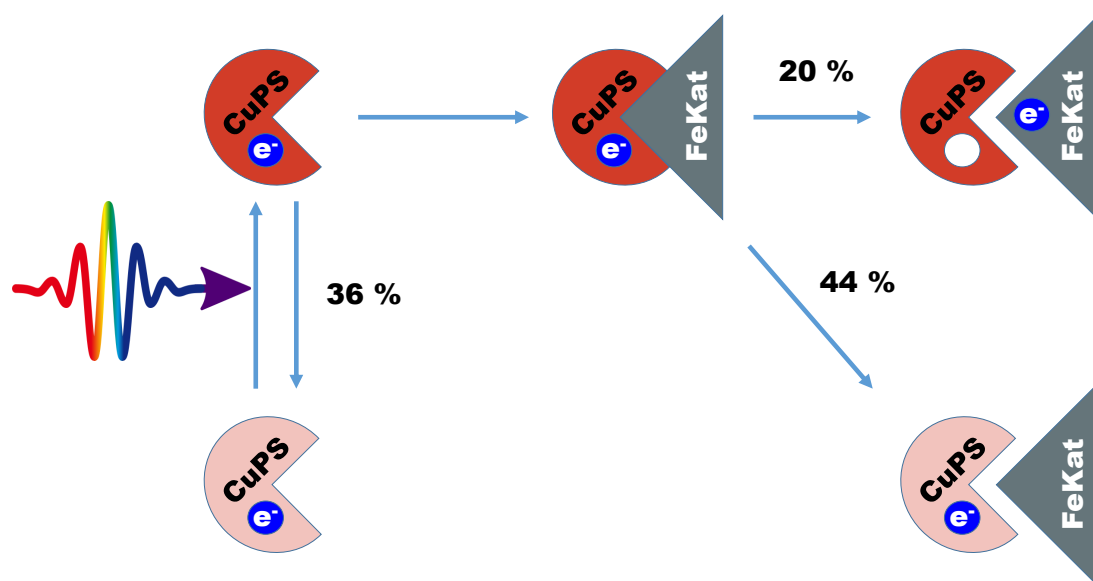 CuPS
e-
CuPS
e-
FeKat
20 %
CuPS
e-
FeKat
36 %
44 %
CuPS
e-
CuPS
e-
FeKat